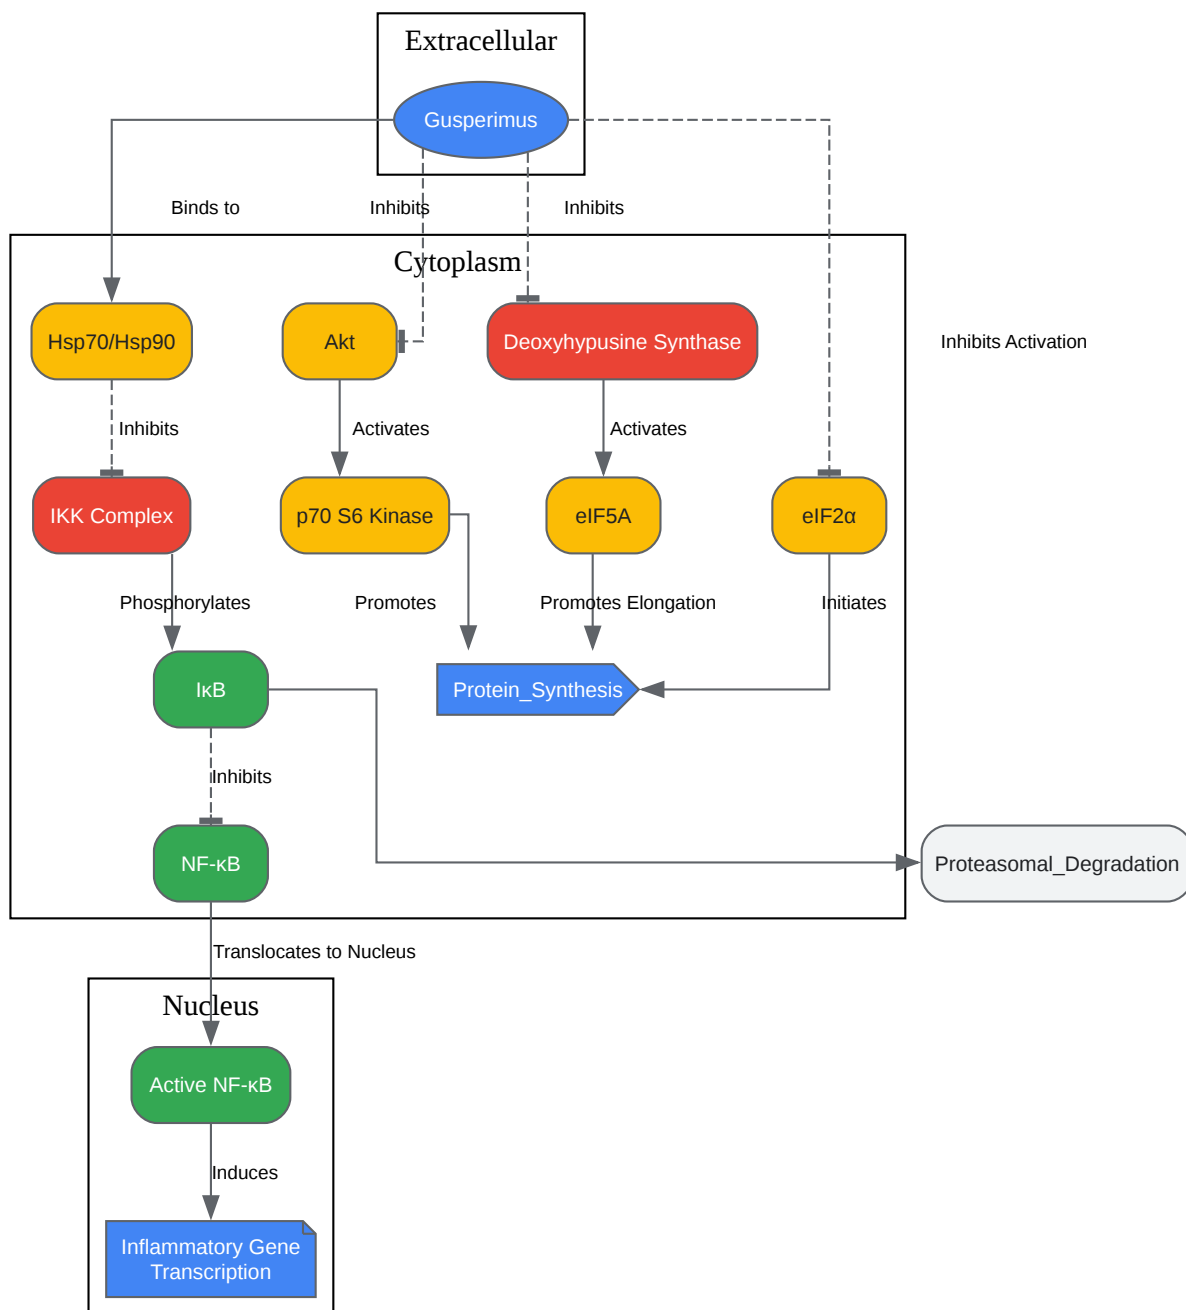 Extracellular
Gusperimus
Binds to
Inhibits
Inhibits
Cytoplasm
Hsp70/Hsp90
Akt
Deoxyhypusine Synthase
Inhibits Activation
Inhibits
Activates
Activates
IKK Complex
p70 S6 Kinase
eIF5A
eIF2α
Phosphorylates
Promotes
Promotes Elongation
Initiates
IκB
Protein_Synthesis
Inhibits
NF-κB
Proteasomal_Degradation
Translocates to Nucleus
Nucleus
Active NF-κB
Induces
Inflammatory Gene
Transcription